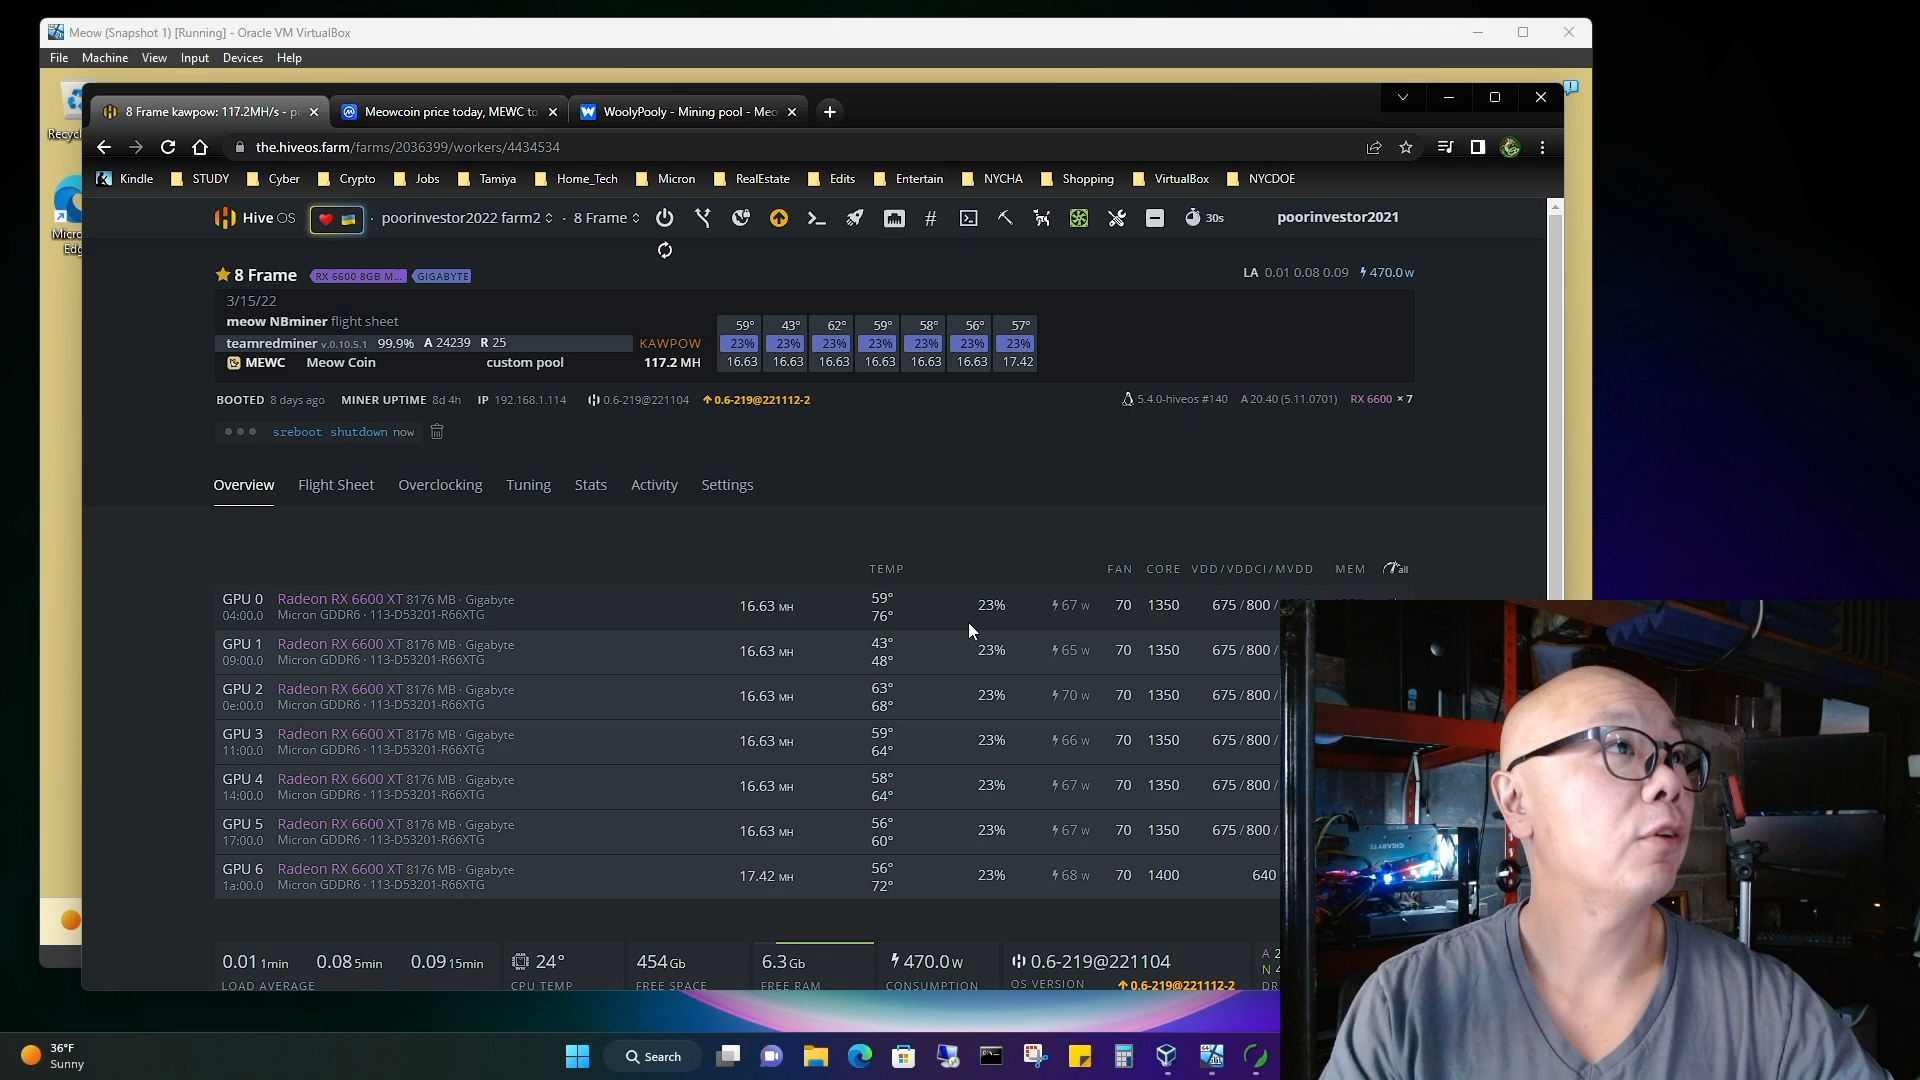 Meow (Snapshot 1) [Running] - Oracle VM VirtualBox
File Machine View Input Devices Help
8 Frame kawpow: 117.2MH/s - po
Meowcoin price today, MEWC to
WoolyPooly - Mining pool - Meo
the.hiveos.farm/farms/2036399/workers/4434534
Kindle STUDY Cyber Crypto Jobs Tamiya Home_Tech Micron RealEstate Edits Entertain NYCHA Shopping VirtualBox NYCDOE
Recycl
Micro
Edg
Hive OS · poorinvestor2022 farm2 · 8 Frame 30s poorinvestor2021
8 Frame RX 6600 8GB M... GIGABYTE
LA 0.01 0.08 0.09 470.0 w
3/15/22
meow NBminer flight sheet
teamredminer v.0.10.5.1 99.9% A 24239 R 25 KAWPOW
MEWC Meow Coin custom pool 117.2 MH
59° 43° 62° 59° 58° 56° 57°
23% 23% 23% 23% 23% 23% 23%
16.63 16.63 16.63 16.63 16.63 16.63 17.42
BOOTED 8 days ago MINER UPTIME 8d 4h IP 192.168.1.114 0.6-219@221104 0.6-219@221112-2
5.4.0-hiveos #140 A 20.40 (5.11.0701) RX 6600 × 7
sreboot shutdown now
Overview Flight Sheet Overclocking Tuning Stats Activity Settings
TEMP FAN CORE VDD/VDDCI/MVDD MEM all
GPU 0 Radeon RX 6600 XT 8176 MB · Gigabyte
04:00.0 Micron GDDR6 · 113-D53201-R66XTG
16.63 MH 59° 76° 23% 67 w 70 1350 675 / 800 /
GPU 1 Radeon RX 6600 XT 8176 MB · Gigabyte
09:00.0 Micron GDDR6 · 113-D53201-R66XTG
16.63 MH 43° 48° 23% 65 w 70 1350 675 / 800 /
GPU 2 Radeon RX 6600 XT 8176 MB · Gigabyte
0e:00.0 Micron GDDR6 · 113-D53201-R66XTG
16.63 MH 63° 68° 23% 70 w 70 1350 675 / 800 /
GPU 3 Radeon RX 6600 XT 8176 MB · Gigabyte
11:00.0 Micron GDDR6 · 113-D53201-R66XTG
16.63 MH 59° 64° 23% 66 w 70 1350 675 / 800 /
GPU 4 Radeon RX 6600 XT 8176 MB · Gigabyte
14:00.0 Micron GDDR6 · 113-D53201-R66XTG
16.63 MH 58° 64° 23% 67 w 70 1350 675 / 800 /
GPU 5 Radeon RX 6600 XT 8176 MB · Gigabyte
17:00.0 Micron GDDR6 · 113-D53201-R66XTG
16.63 MH 56° 60° 23% 67 w 70 1350 675 / 800 /
GPU 6 Radeon RX 6600 XT 8176 MB · Gigabyte
1a:00.0 Micron GDDR6 · 113-D53201-R66XTG
17.42 MH 56° 72° 23% 68 w 70 1400 640
0.01 1min 0.08 5min 0.09 15min 24° 454 Gb 6.3 Gb 470.0 w 0.6-219@221104 A 2
LOAD AVERAGE CPU TEMP FREE SPACE FREE RAM CONSUMPTION OS VERSION 0.6-219@221112-2 N 4
DR
GIGABYTE
36°F
Sunny
Search